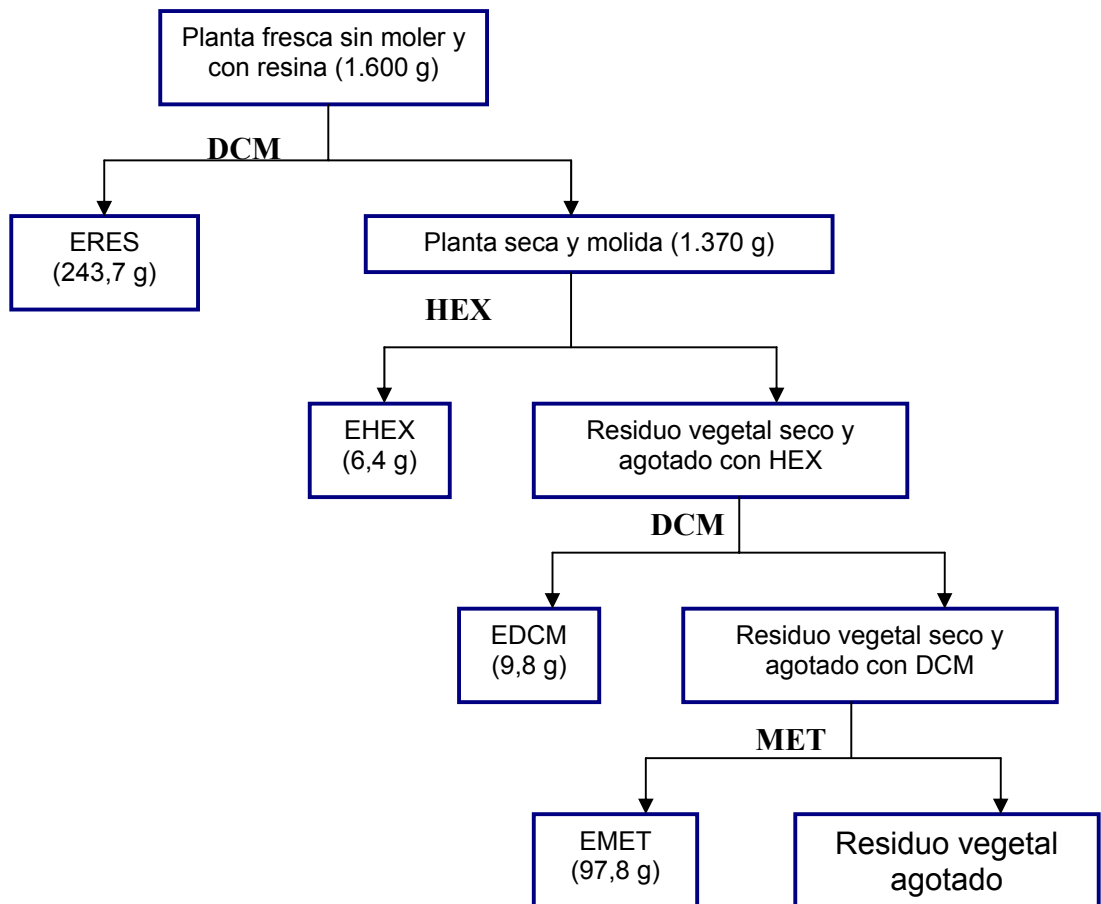 Planta fresca sin moler y
con resina (1.600 g)
DCM
ERES
(243,7 g)
Planta seca y molida (1.370 g)
HEX
EHEX
(6,4 g)
Residuo vegetal seco y
agotado con HEX
DCM
EDCM
(9,8 g)
Residuo vegetal seco y
agotado con DCM
MET
EMET
(97,8 g)
Residuo vegetal
agotado